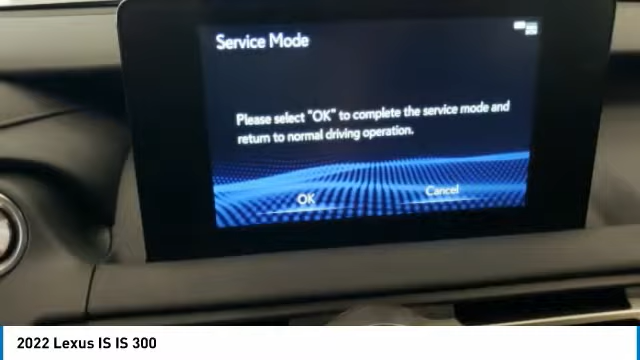 Service Mode
Please select "OK" to complete the service mode and
return to normal driving operation.
OK Cancel
2022 Lexus IS IS 300